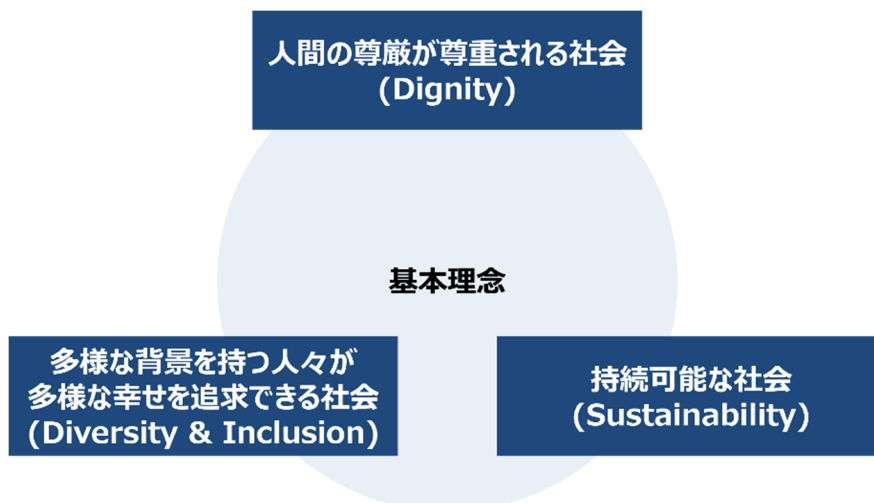 人間の尊厳が尊重される社会
(Dignity)
基本理念
多様な背景を持つ人々が
多様な幸せを追求できる社会
(Diversity & Inclusion)
持続可能な社会
(Sustainability)